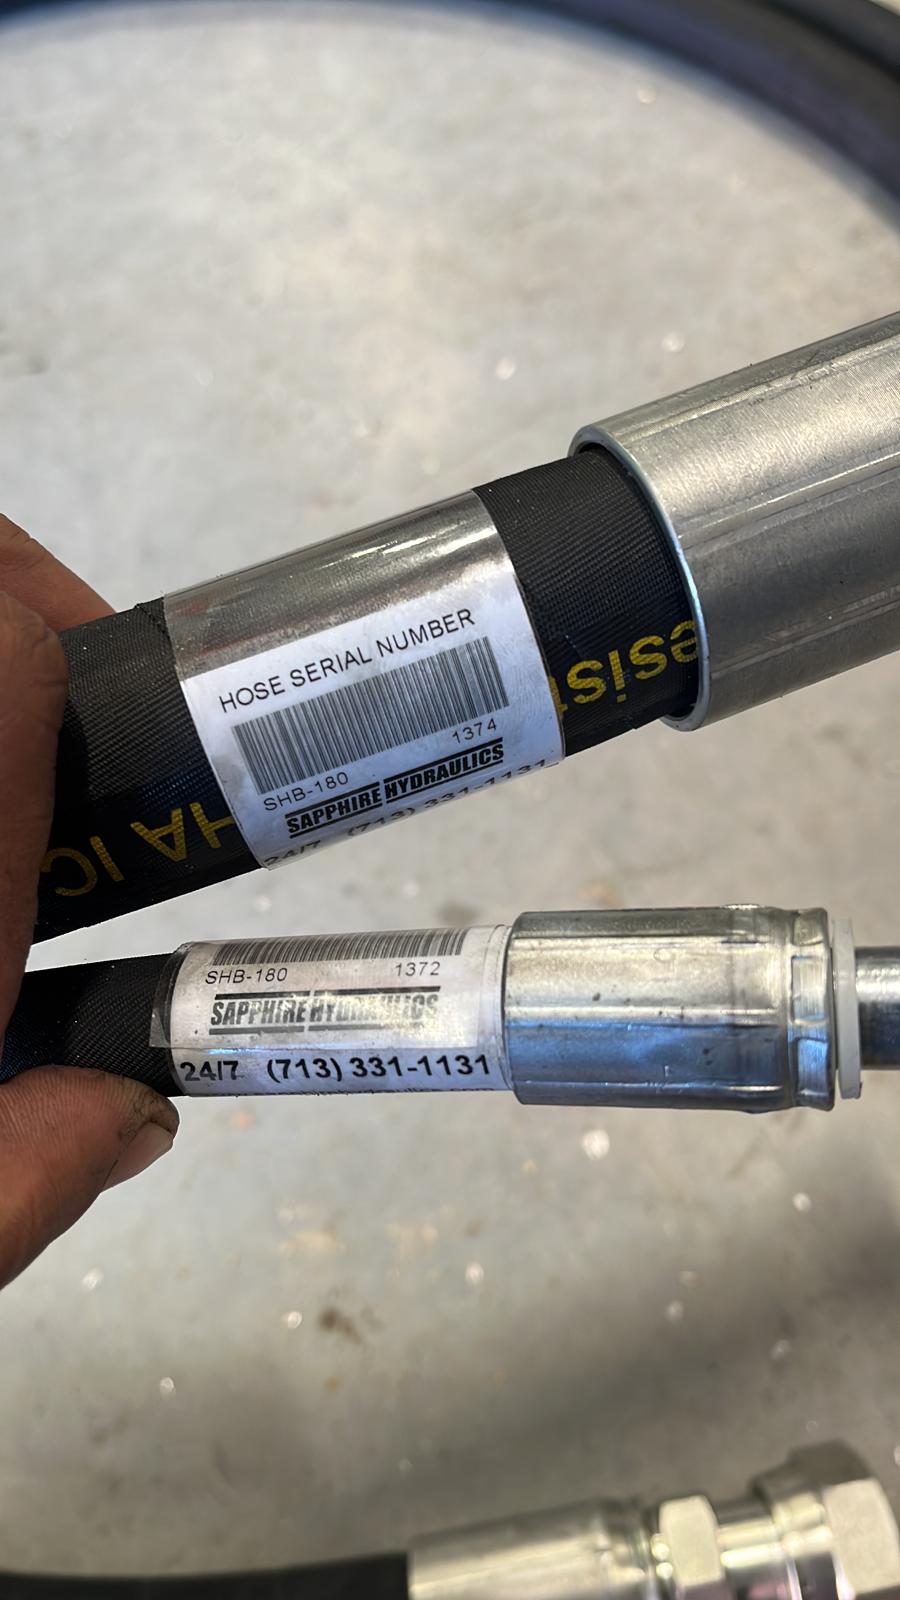 HOSE SERIAL NUMBER
1374
SHB-180
SAPPHIRE HYDRAULICS
24/7 (713) 331-1131
SHB-180 1372
SAPPHIRE HYDRAULICS
24/7 (713) 331-1131